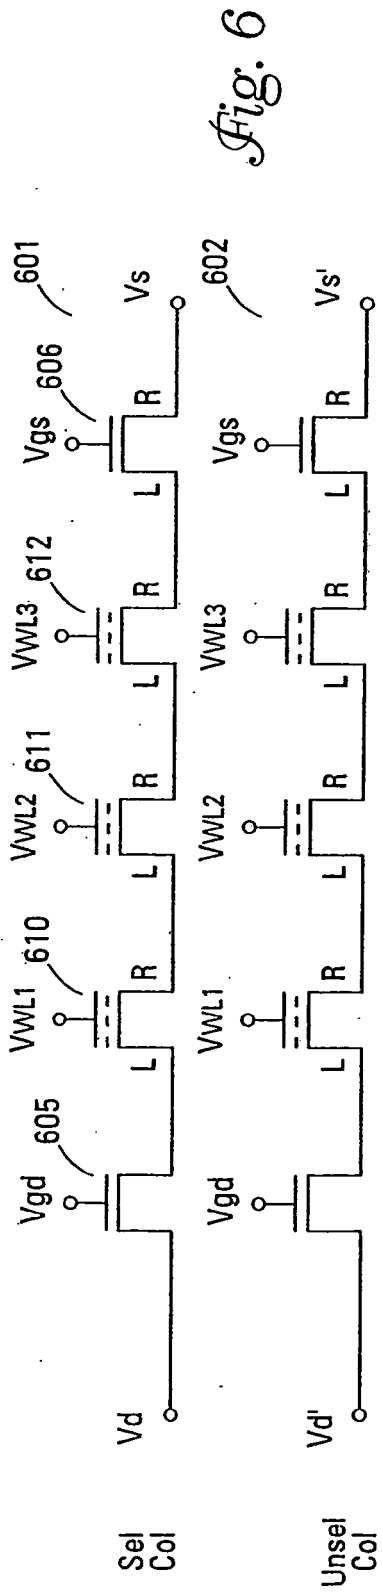 Fig. 6
601
605 610 611 612 606
Vgd VWL1 VWL2 VWL3 Vgs
Sel
Col
Vd L R L R L R L R Vs
602
Vgd VWL1 VWL2 VWL3 Vgs
Unsel
Col
Vd' L R L R L R L R Vs'